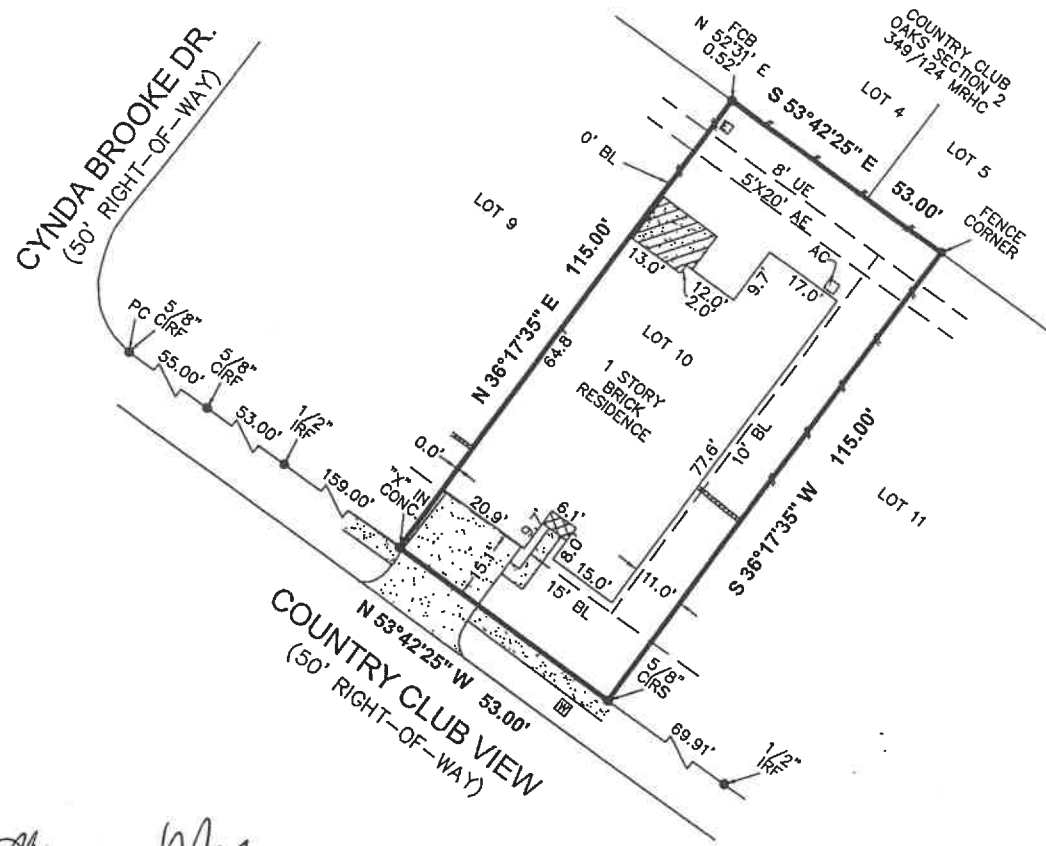 CYNDA BROOKE DR.
(50' RIGHT-OF-WAY)
FCB
N 52°31' E
0.52'
COUNTRY CLUB
OAKS SECTION 2
349/124 MRHC
LOT 4
LOT 5
S 53°42'25" E 53.00'
FENCE
CORNER
0' BL
E
8' UE
5'X20' AE
AC
LOT 9
N 36°17'35" E 115.00'
13.0'
12.0'
2.0'
9.7'
17.0'
LOT 10
1 STORY
BRICK
RESIDENCE
64.8'
77.6'
10' BL
S 36°17'35" W 115.00'
LOT 11
5/8"
PC CIRF
55.00'
5/8"
CIRF
53.00'
1/2"
IRF
159.00'
"X" IN
CONC.
0.0'
20.9'
9.7'
6.1'
8.0'
15.1'
15.0'
15' BL
11.0'
N 53°42'25" W 53.00'
COUNTRY CLUB VIEW
(50' RIGHT-OF-WAY)
W
5/8"
CIRS
69.91'
1/2"
IRF